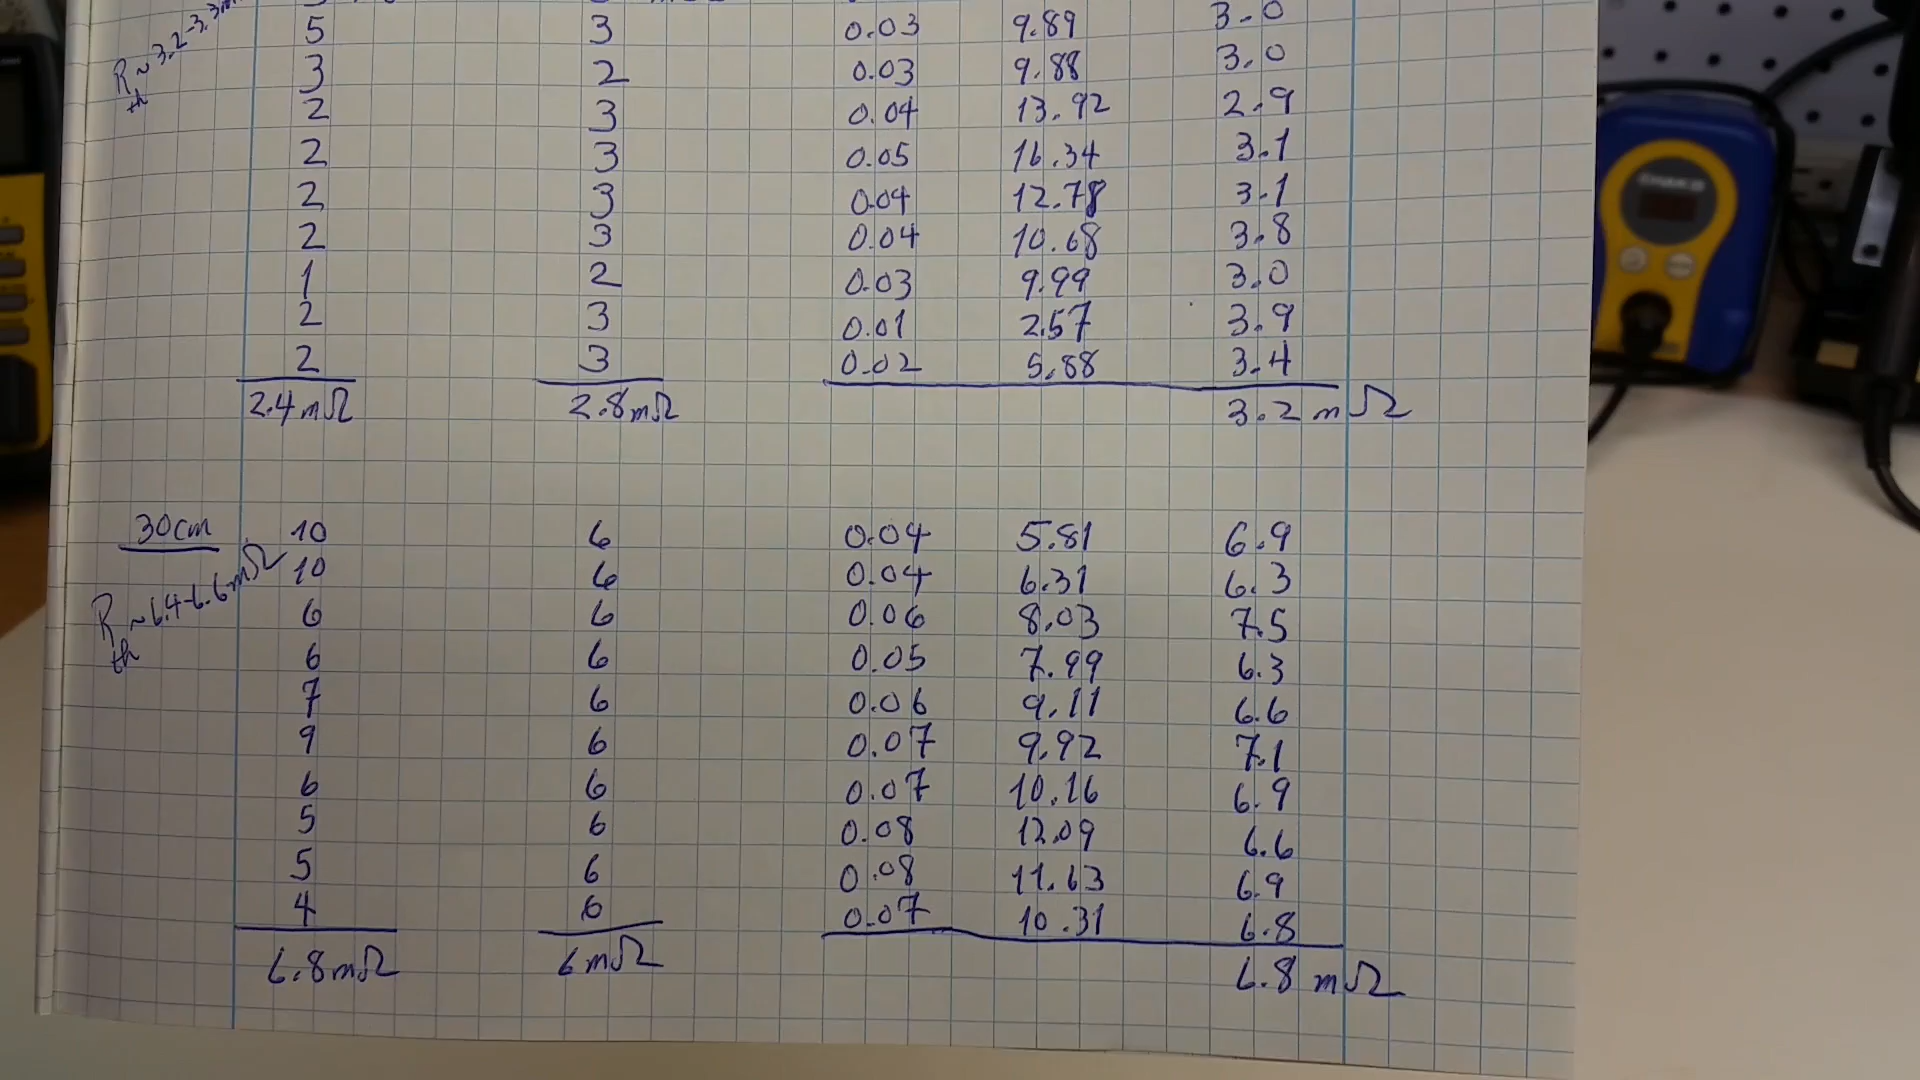 R th ~ 3.2-3.3m
5 3 0.03 9.89 3.0
3 2 0.03 9.88 3.0
2 3 0.04 13.92 2.9
2 3 0.05 16.34 3.1
2 3 0.04 12.78 3.1
2 3 0.04 10.68 3.8
1 2 0.03 9.99 3.0
2 3 0.01 2.57 3.9
2 3 0.02 5.88 3.4
2.4mΩ 2.8mΩ 3.2mΩ
30cm 10 6 0.04 5.81 6.9
R th ~ 6.4-6.6mΩ
10 6 0.04 6.31 6.3
6 6 0.06 8.03 7.5
6 6 0.05 7.99 6.3
7 6 0.06 9.11 6.6
9 6 0.07 9.92 7.1
6 6 0.07 10.16 6.9
5 6 0.08 12.09 6.6
5 6 0.08 11.63 6.9
4 6 0.07 10.31 6.8
6.8mΩ 6mΩ 6.8mΩ